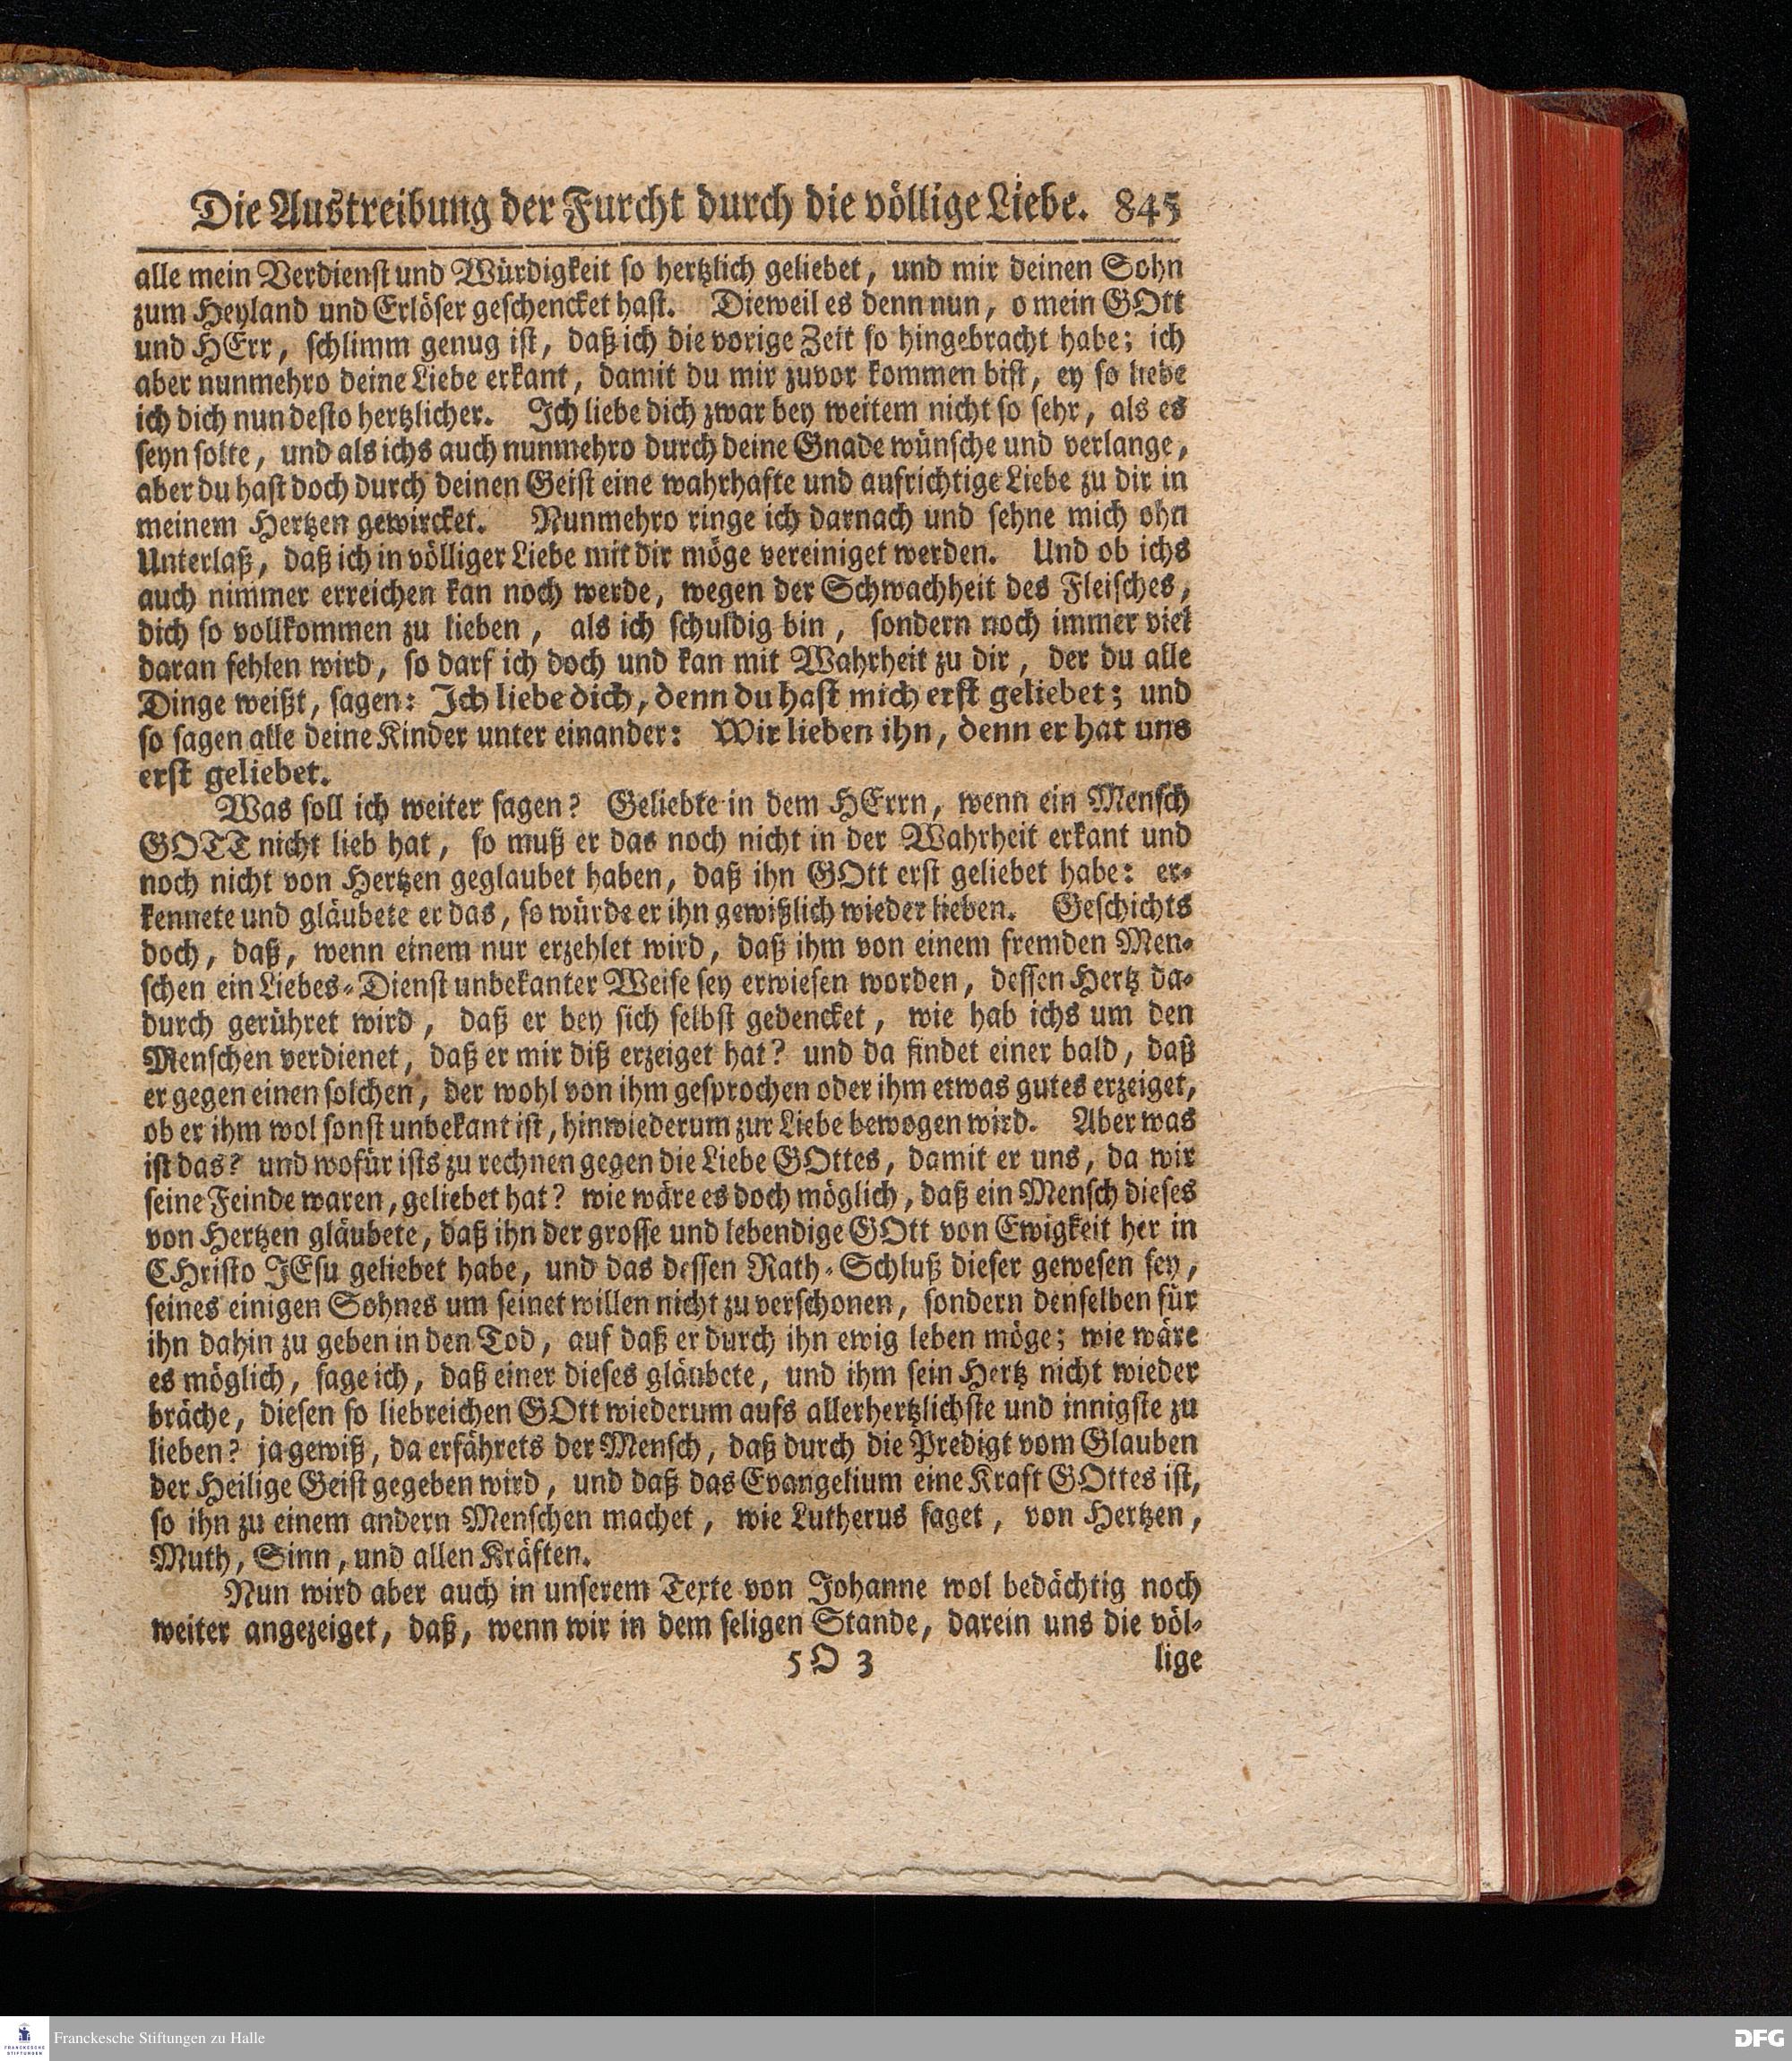 Die Austreibung der Furcht durch die völlige Liebe. 845
alle mein Verdienst und Würdigkeit so hertzlich geliebet, und mir deinen Sohn
zum Heyland und Erlöser geschencket hast. Dieweil es denn nun, o mein GOtt
und HErr, schlimm genug ist, daß ich die vorige Zeit so hingebracht habe; ich
aber nunmehro deine Liebe erkant, damit du mir zuvor kommen bist, ey so liebe
ich dich nun desto hertzlicher. Ich liebe dich zwar bey weitem nicht so sehr, als es
seyn solte, und als ichs auch nunmehro durch deine Gnade wünsche und verlange,
aber du hast doch durch deinen Geist eine wahrhafte und aufrichtige Liebe zu dir in
meinem Hertzen gewircket. Nunmehro ringe ich darnach und sehne mich ohn
Unterlaß, daß ich in völliger Liebe mit dir möge vereiniget werden. Und ob ichs
auch nimmer erreichen kan noch werde, wegen der Schwachheit des Fleisches,
dich so vollkommen zu lieben, als ich schuldig bin, sondern noch immer viel
daran fehlen wird, so darf ich doch und kan mit Wahrheit zu dir, der du alle
Dinge weißt, sagen: Ich liebe dich, denn du hast mich erst geliebet; und
so sagen alle deine Kinder unter einander: Wir lieben ihn, denn er hat uns
erst geliebet.
Was soll ich weiter sagen? Geliebte in dem HErrn, wenn ein Mensch
GOTT nicht lieb hat, so muß er das noch nicht in der Wahrheit erkant und
noch nicht von Hertzen geglaubet haben, daß ihn GOtt erst geliebet habe: er-
kennete und gläubete er das, so würde er ihn gewißlich wieder lieben. Geschichts
doch, daß, wenn einem nur erzehlet wird, daß ihm von einem fremden Men-
schen ein Liebes-Dienst unbekanter Weise sey erwiesen worden, dessen Hertz da-
durch gerühret wird, daß er bey sich selbst gedencket, wie hab ichs um den
Menschen verdienet, daß er mir diß erzeiget hat? und da findet einer bald, daß
er gegen einen solchen, der wohl von ihm gesprochen oder ihm etwas gutes erzeiget,
ob er ihm wol sonst unbekant ist, hinwiederum zur Liebe bewogen wird. Aber was
ist das? und wofür ists zu rechnen gegen die Liebe GOttes, damit er uns, da wir
seine Feinde waren, geliebet hat? wie wäre es doch möglich, daß ein Mensch dieses
von Hertzen gläubete, daß ihn der grosse und lebendige GOtt von Ewigkeit her in
CHristo JEsu geliebet habe, und das dessen Rath-Schluß dieser gewesen sey,
seines einigen Sohnes um seinet willen nicht zu verschonen, sondern denselben für
ihn dahin zu geben in den Tod, auf daß er durch ihn ewig leben möge; wie wäre
es möglich, sage ich, daß einer dieses gläubete, und ihm sein Hertz nicht wieder
bräche, diesen so liebreichen GOtt wiederum aufs allerhertzlichste und innigste zu
lieben? ja gewiß, da erfährets der Mensch, daß durch die Predigt vom Glauben
der Heilige Geist gegeben wird, und daß das Evangelium eine Kraft GOttes ist,
so ihn zu einem andern Menschen machet, wie Lutherus saget, von Hertzen,
Muth, Sinn, und allen Kräften.
Nun wird aber auch in unserem Texte von Johanne wol bedächtig noch
weiter angezeiget, daß, wenn wir in dem seligen Stande, darein uns die völ-
5 O 3 lige
FRANCKESCHE STIFTUNGEN
Franckesche Stiftungen zu Halle
DFG